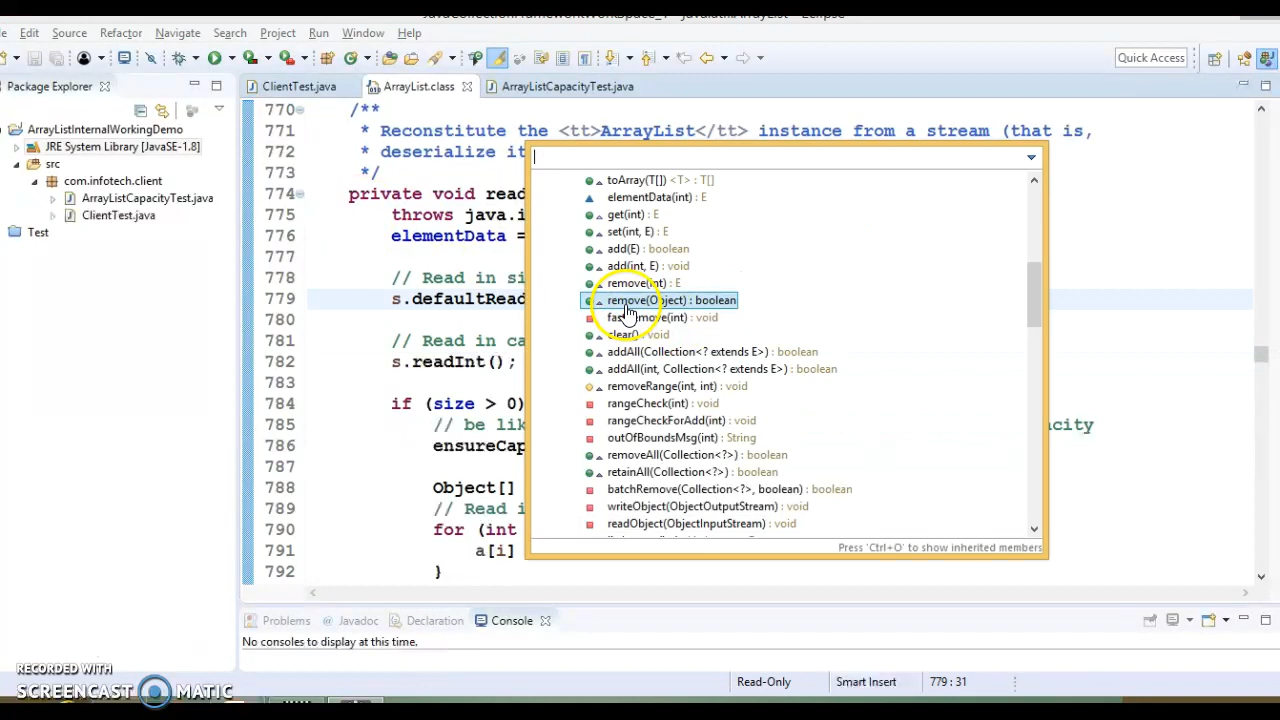 JavaCollectionFrameworkWorkSpace_1 - java.util.ArrayList - Eclipse
Edit Source Refactor Navigate Search Project Run Window Help
Quick Access
Package Explorer
ClientTest.java ArrayList.class ArrayListCapacityTest.java
ArrayListInternalWorkingDemo
JRE System Library [JavaSE-1.8]
src
com.infotech.client
ArrayListCapacityTest.java
ClientTest.java
Test
770 /**
771 * Reconstitute the <tt>ArrayList</tt> instance from a stream (that is,
772 * deserialize it
773 */
774 private void read
775 throws java.i
776 elementData =
777
778 // Read in si
779 s.defaultRead
780
781 // Read in ca
782 s.readInt();
783
784 if (size > 0)
785 // be lik acity
786 ensureCap
787
788 Object[]
789 // Read i
790 for (int
791 a[i]
792 }
toArray(T[]) <T> : T[]
elementData(int) : E
get(int) : E
set(int, E) : E
add(E) : boolean
add(int, E) : void
remove(int) : E
remove(Object) : boolean
fastRemove(int) : void
clear() : void
addAll(Collection<? extends E>) : boolean
addAll(int, Collection<? extends E>) : boolean
removeRange(int, int) : void
rangeCheck(int) : void
rangeCheckForAdd(int) : void
outOfBoundsMsg(int) : String
removeAll(Collection<?>) : boolean
retainAll(Collection<?>) : boolean
batchRemove(Collection<?>, boolean) : boolean
writeObject(ObjectOutputStream) : void
readObject(ObjectInputStream) : void
Press 'Ctrl+O' to show inherited members
Problems @ Javadoc Declaration Console
No consoles to display at this time.
Read-Only Smart Insert 779 : 31
RECORDED WITH
SCREENCAST MATIC